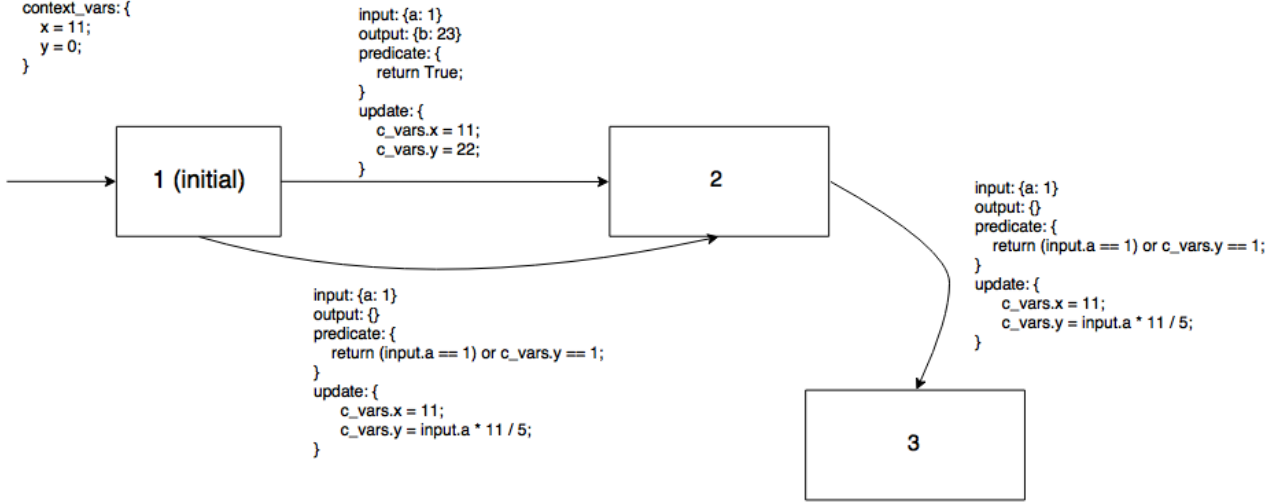 context_vars: {
x = 11;
y = 0;
}
input: {a: 1}
output: {b: 23}
predicate: {
return True;
}
update: {
c_vars.x = 11;
c_vars.y = 22;
}
1 (initial)
2
input: {a: 1}
output: {}
predicate: {
return (input.a == 1) or c_vars.y == 1;
}
update: {
c_vars.x = 11;
c_vars.y = input.a * 11 / 5;
}
input: {a: 1}
output: {}
predicate: {
return (input.a == 1) or c_vars.y == 1;
}
update: {
c_vars.x = 11;
c_vars.y = input.a * 11 / 5;
}
3